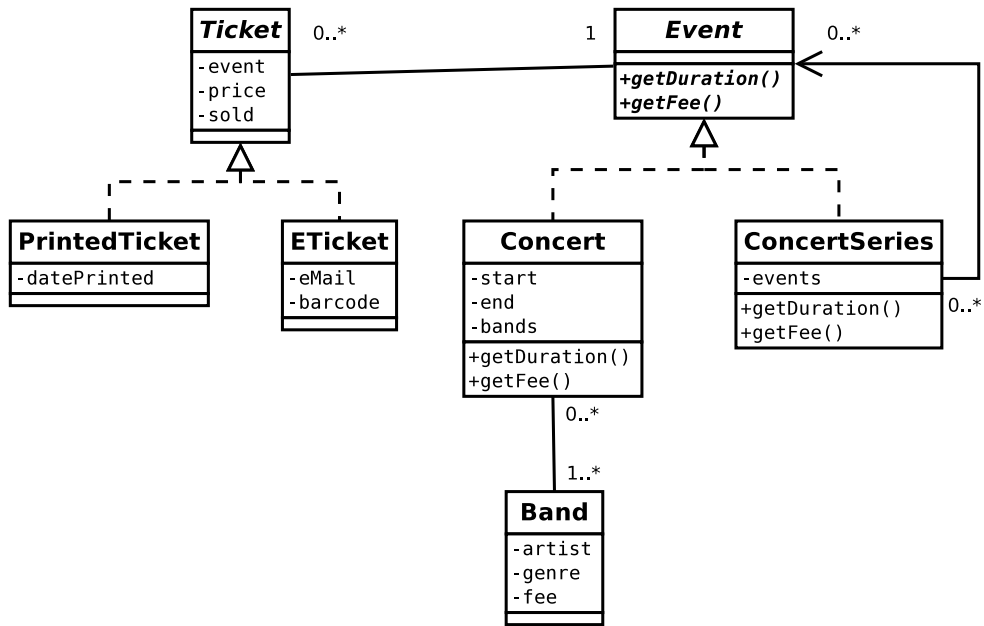 Ticket
-event
-price
-sold
0..*
1
Event
+getDuration()
+getFee()
0..*
PrintedTicket
-datePrinted
ETicket
-eMail
-barcode
Concert
-start
-end
-bands
+getDuration()
+getFee()
ConcertSeries
-events
+getDuration()
+getFee()
0..*
0..*
1..*
Band
-artist
-genre
-fee